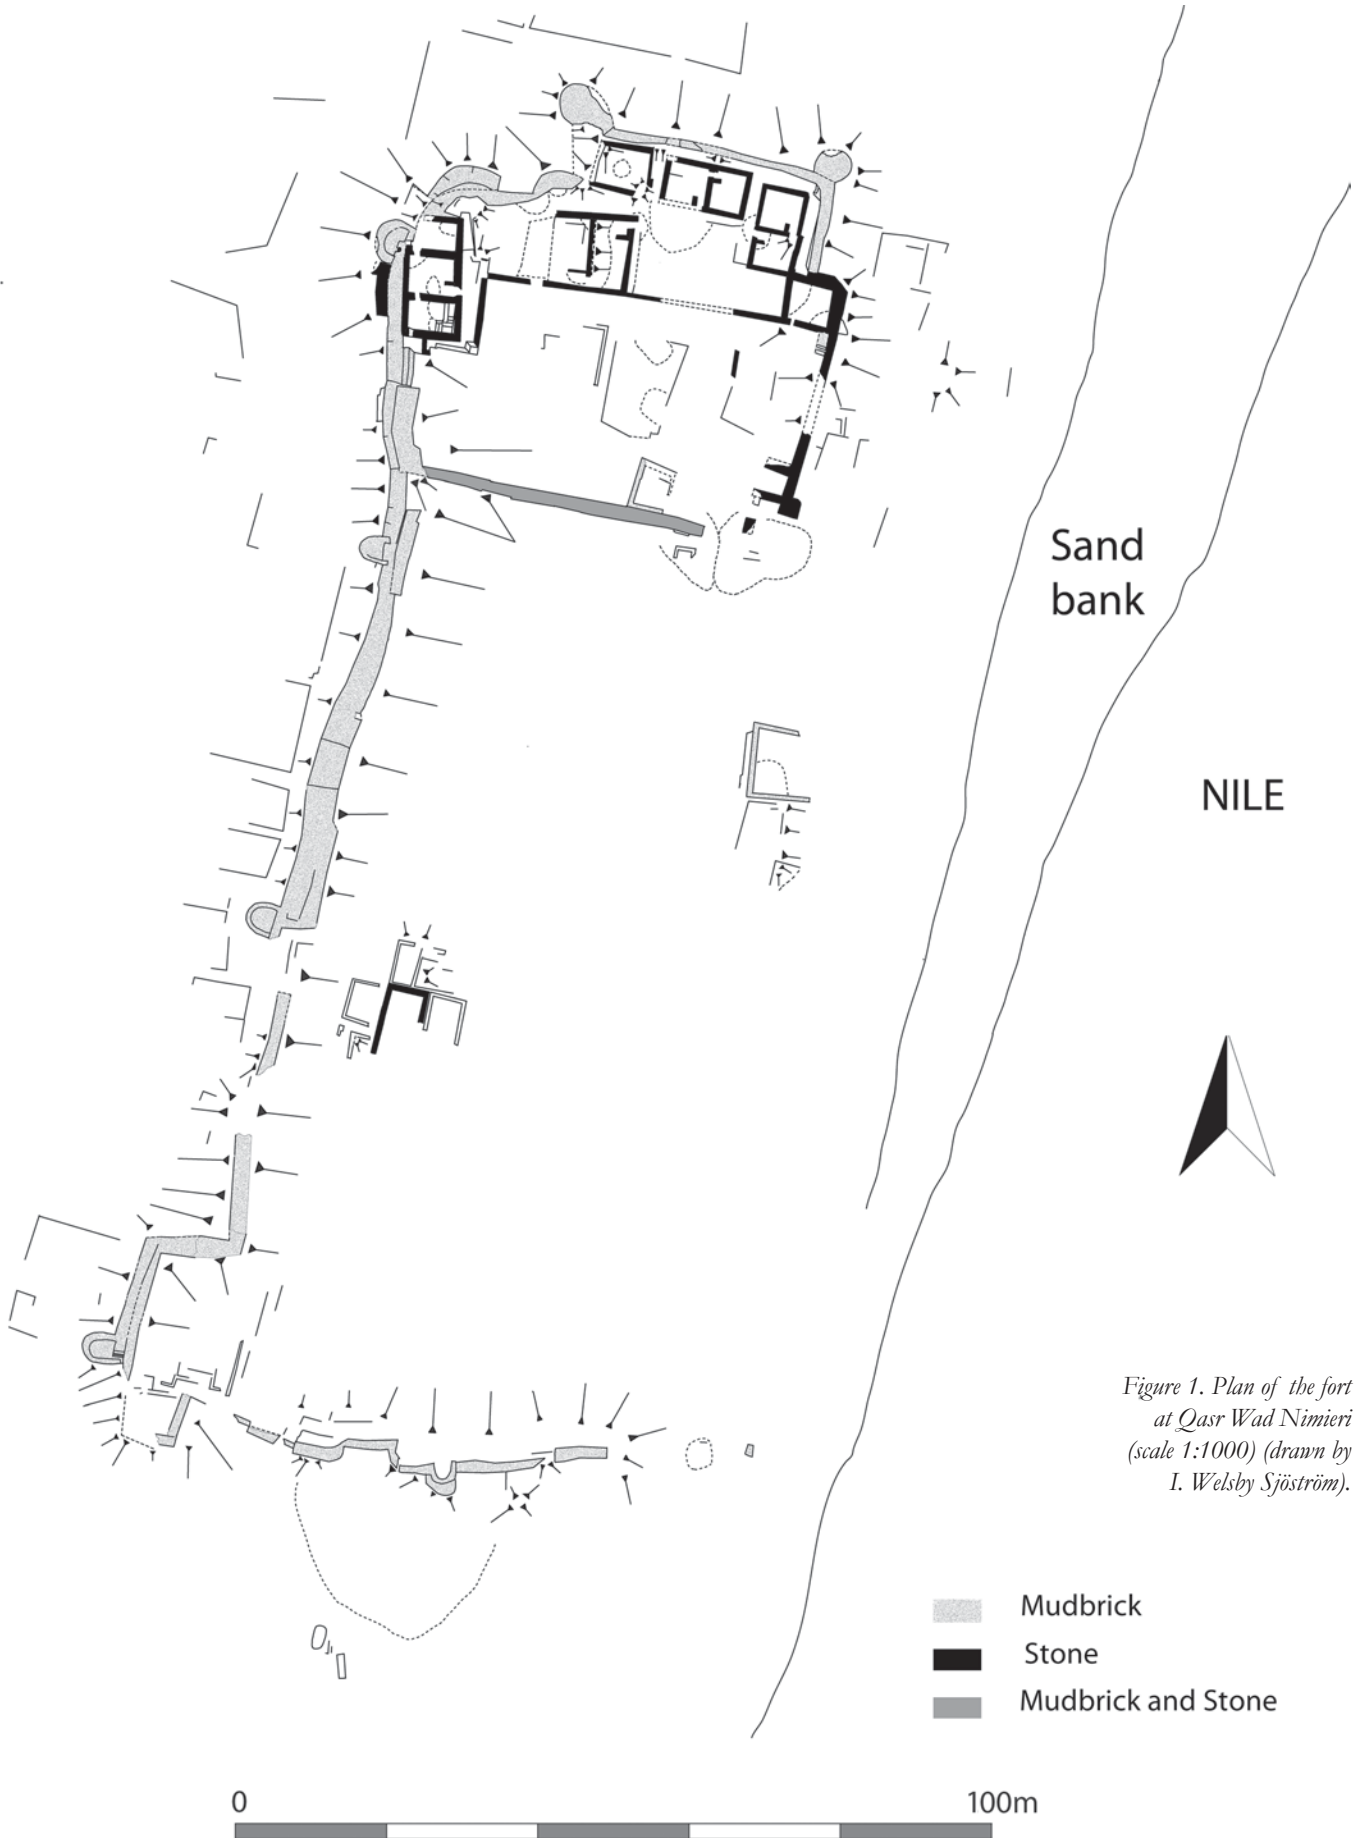 Sand
bank
NILE
Figure 1. Plan of the fort
at Qasr Wad Nimieri
(scale 1:1000) (drawn by
I. Welsby Sjöström).
Mudbrick
Stone
Mudbrick and Stone
0 100m